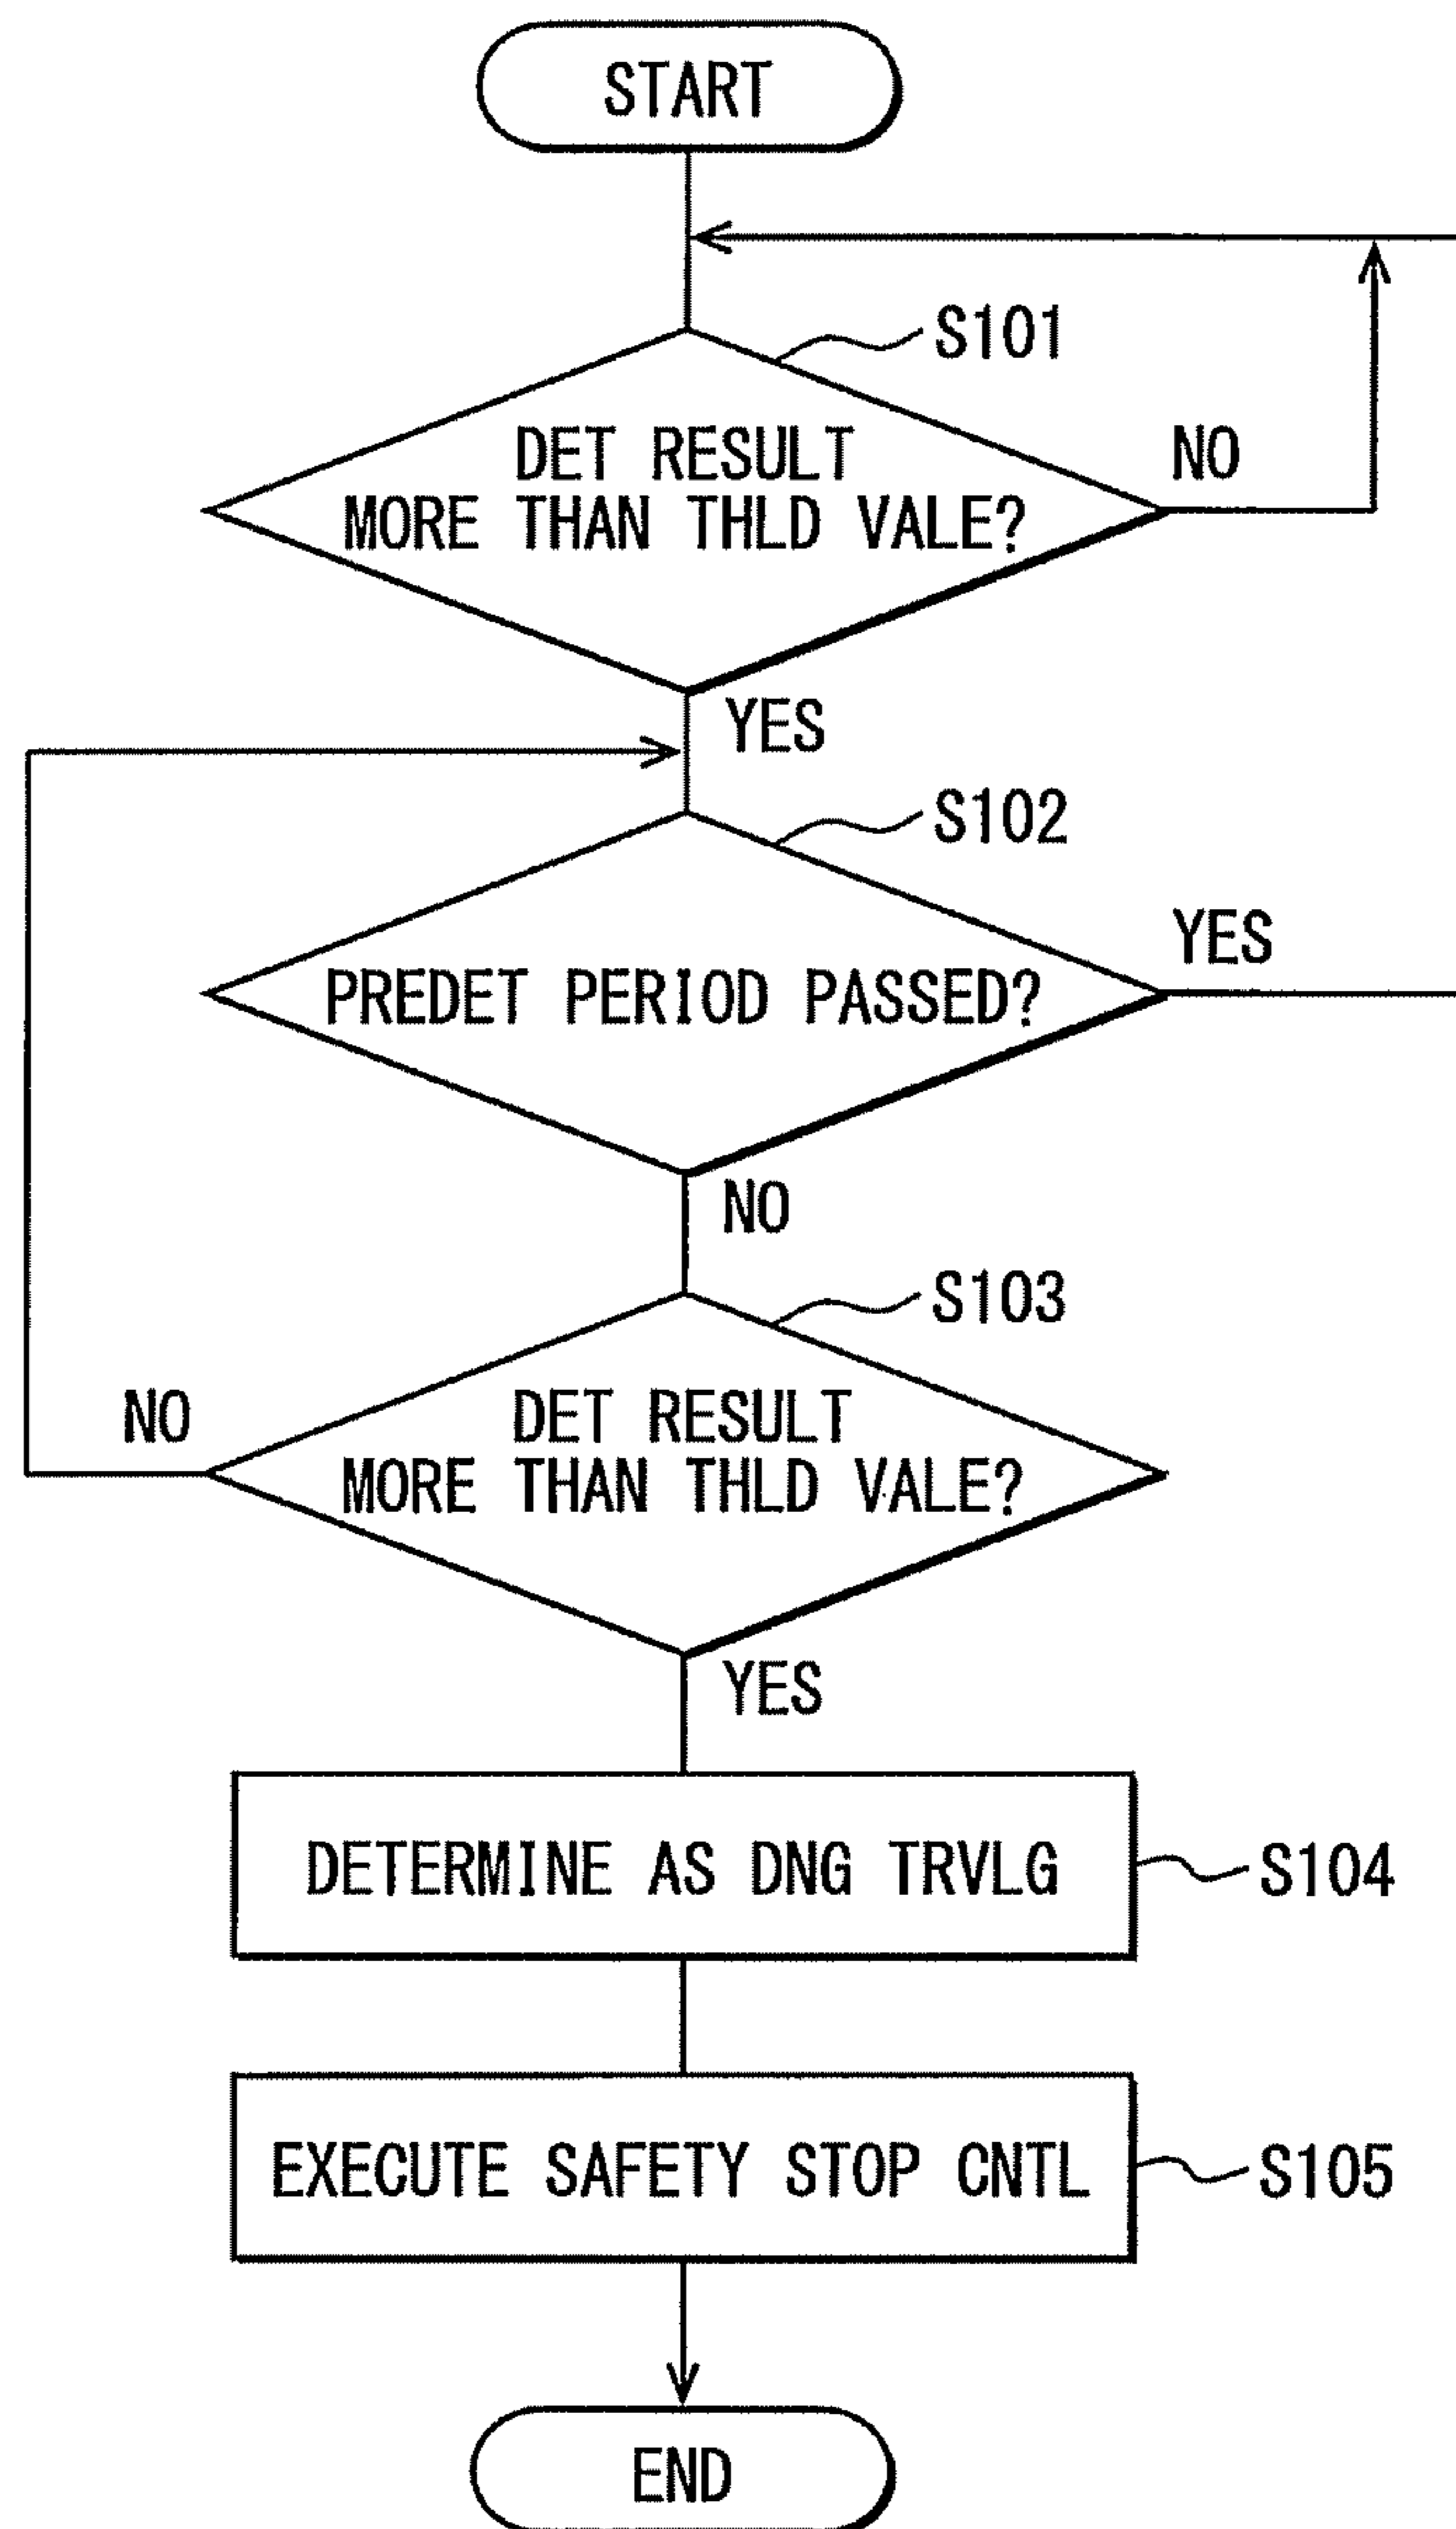 START
S101
DET RESULT
MORE THAN THLD VALE?
NO
YES
S102
PREDET PERIOD PASSED?
YES
NO
S103
DET RESULT
MORE THAN THLD VALE?
NO
YES
DETERMINE AS DNG TRVLG
S104
EXECUTE SAFETY STOP CNTL
S105
END